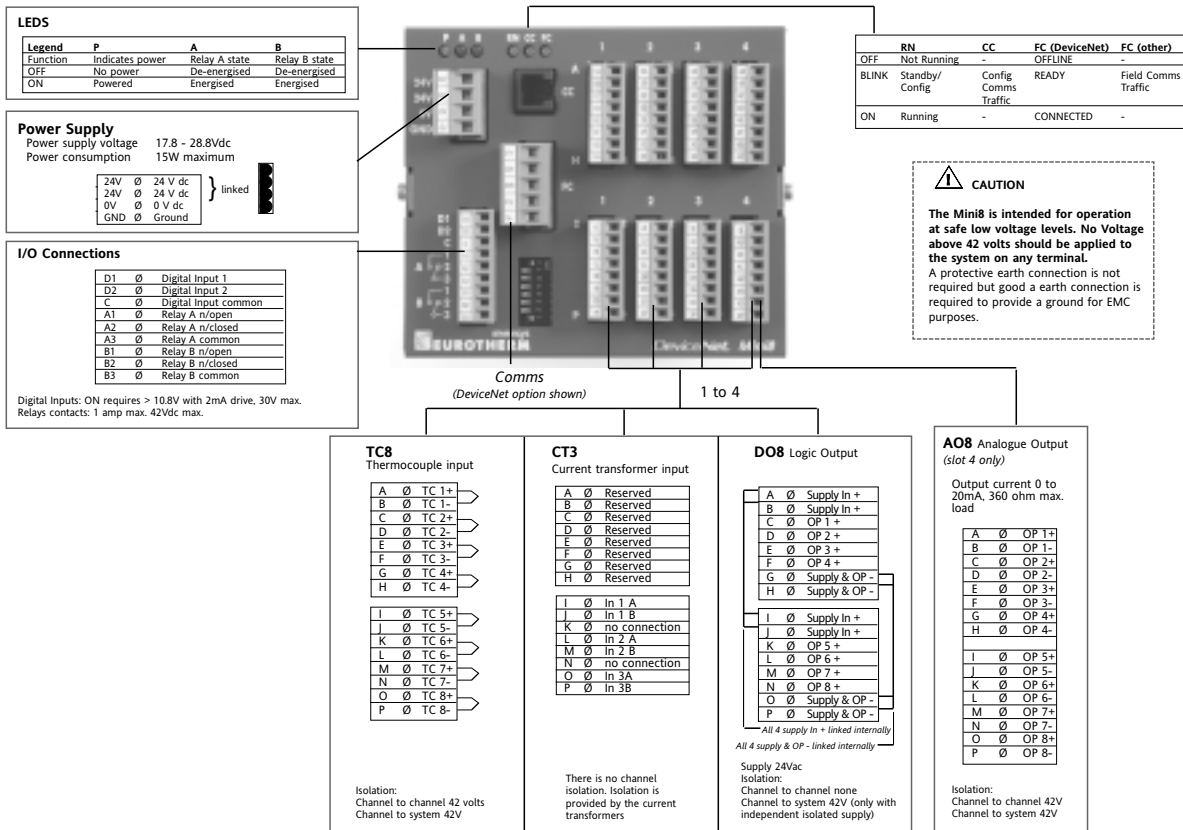 LEDS
Legend P A B
Function Indicates power Relay A state Relay B state
OFF No power De-energised De-energised
ON Powered Energised Energised
Power Supply
Power supply voltage 17.8 - 28.8Vdc
Power consumption 15W maximum
24V Ø 24 V dc
24V Ø 24 V dc
0V Ø 0 V dc
GND Ø Ground
linked
I/O Connections
D1 Ø Digital Input 1
D2 Ø Digital Input 2
C Ø Digital Input common
A1 Ø Relay A n/open
A2 Ø Relay A n/closed
A3 Ø Relay A common
B1 Ø Relay B n/open
B2 Ø Relay B n/closed
B3 Ø Relay B common
Digital Inputs: ON requires > 10.8V with 2mA drive, 30V max.
Relays contacts: 1 amp max. 42Vdc max.
P A B RN CC FC
1 2 3 4
A
24V
24V
GND
CC
H
FC
1 2 3 4
D1
D2
C
A
B
I
P
EUROTHERM
DeviceNet Mini8
RN CC FC (DeviceNet) FC (other)
OFF Not Running - OFFLINE -
BLINK Standby/ Config READY Field Comms
Config Comms Traffic
Traffic
ON Running - CONNECTED -
CAUTION
The Mini8 is intended for operation
at safe low voltage levels. No Voltage
above 42 volts should be applied to
the system on any terminal.
A protective earth connection is not
required but good a earth connection is
required to provide a ground for EMC
purposes.
Comms
(DeviceNet option shown)
1 to 4
TC8
Thermocouple input
A Ø TC 1+
B Ø TC 1-
C Ø TC 2+
D Ø TC 2-
E Ø TC 3+
F Ø TC 3-
G Ø TC 4+
H Ø TC 4-
I Ø TC 5+
J Ø TC 5-
K Ø TC 6+
L Ø TC 6-
M Ø TC 7+
N Ø TC 7-
O Ø TC 8+
P Ø TC 8-
Isolation:
Channel to channel 42 volts
Channel to system 42V
CT3
Current transformer input
A Ø Reserved
B Ø Reserved
C Ø Reserved
D Ø Reserved
E Ø Reserved
F Ø Reserved
G Ø Reserved
H Ø Reserved
I Ø In 1 A
J Ø In 1 B
K Ø no connection
L Ø In 2 A
M Ø In 2 B
N Ø no connection
O Ø In 3A
P Ø In 3B
There is no channel
isolation. Isolation is
provided by the current
transformers
DO8 Logic Output
A Ø Supply In +
B Ø Supply In +
C Ø OP 1 +
D Ø OP 2 +
E Ø OP 3 +
F Ø OP 4 +
G Ø Supply & OP -
H Ø Supply & OP -
I Ø Supply In +
J Ø Supply In +
K Ø OP 5 +
L Ø OP 6 +
M Ø OP 7 +
N Ø OP 8 +
O Ø Supply & OP -
P Ø Supply & OP -
All 4 supply In + linked internally
All 4 supply & OP - linked internally
Supply 24Vac
Isolation:
Channel to channel none
Channel to system 42V (only with
independent isolated supply)
AO8 Analogue Output
(slot 4 only)
Output current 0 to
20mA, 360 ohm max.
load
A Ø OP 1+
B Ø OP 1-
C Ø OP 2+
D Ø OP 2-
E Ø OP 3+
F Ø OP 3-
G Ø OP 4+
H Ø OP 4-
I Ø OP 5+
J Ø OP 5-
K Ø OP 6+
L Ø OP 6-
M Ø OP 7+
N Ø OP 7-
O Ø OP 8+
P Ø OP 8-
Isolation:
Channel to channel 42V
Channel to system 42V